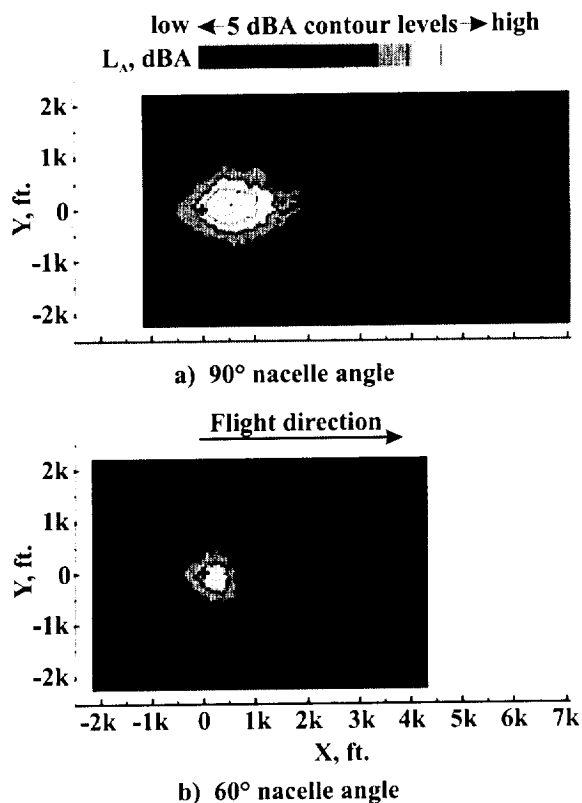 low ← 5 dBA contour levels → high
L_A, dBA
2k
1k
Y, ft.
0
-1k
-2k
a) 90° nacelle angle
Flight direction
2k
1k
Y, ft.
0
-1k
-2k
-2k -1k 0 1k 2k 3k 4k 5k 6k 7k
X, ft.
b) 60° nacelle angle